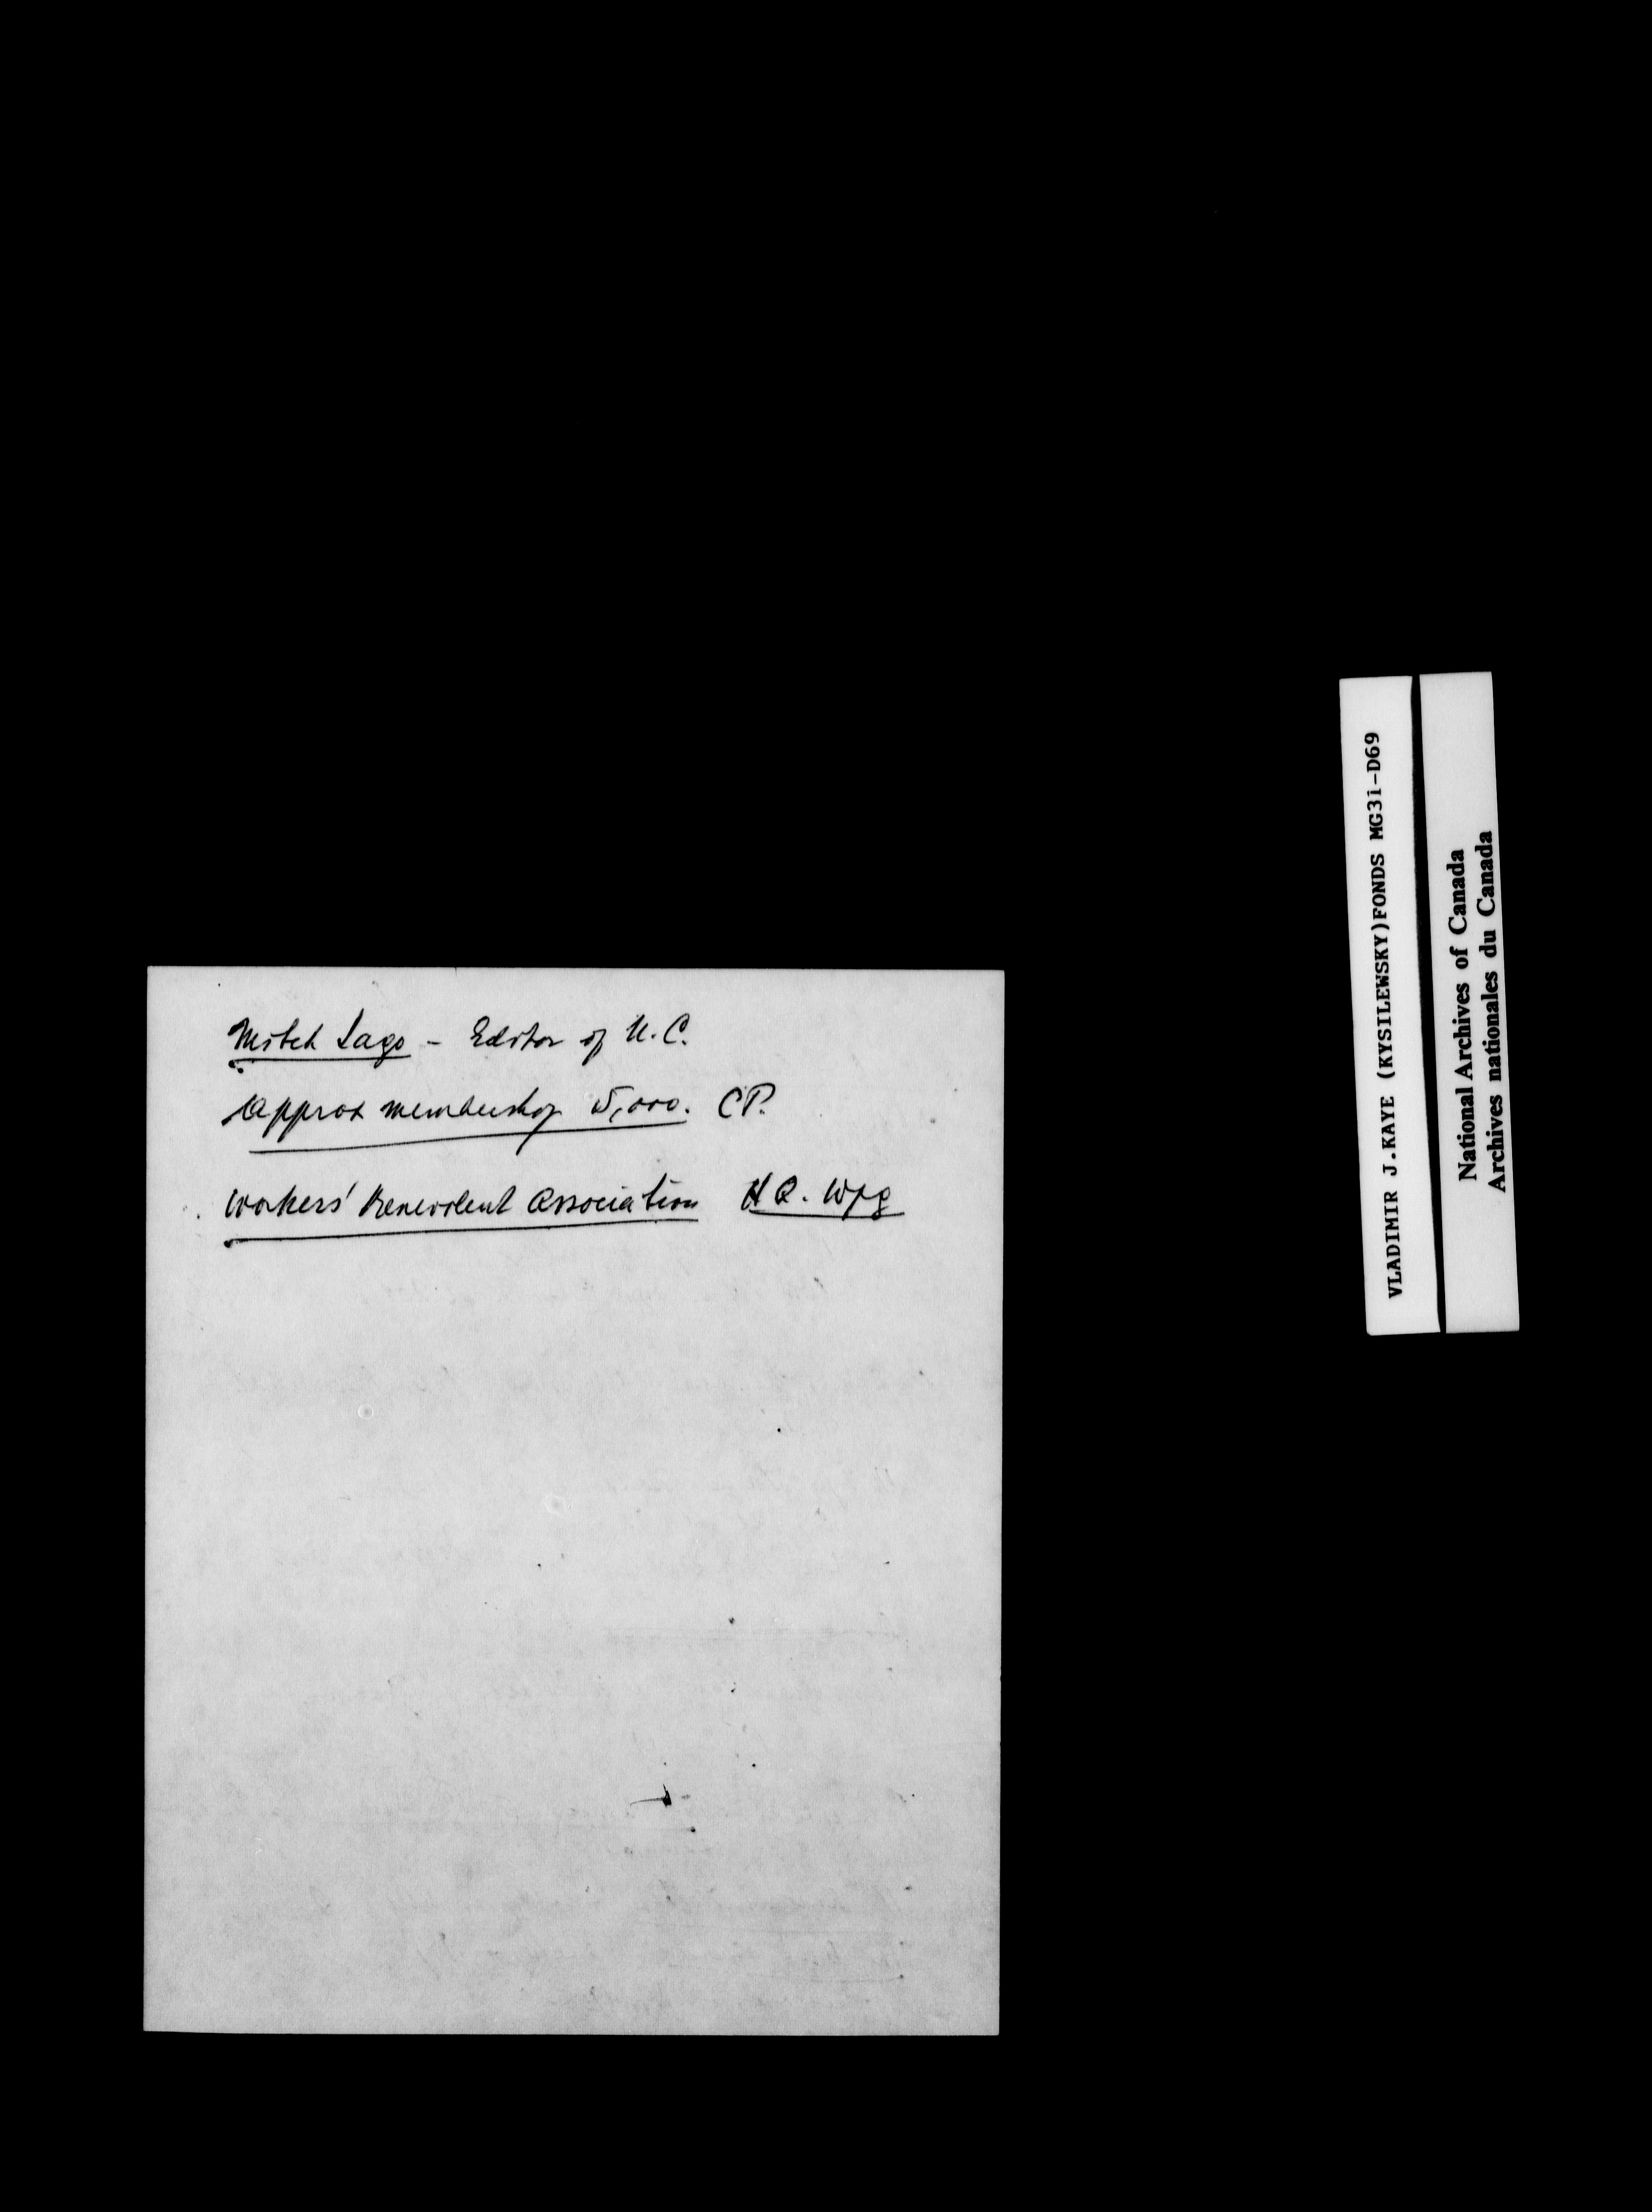 Mitch Sago - Editor of U.C.
Approx membership 5,000. CP.
Workers' Benevolent Association HQ. Wpg
VLADIMIR J.KAYE (KYSILEWSKY)FONDS MG31-D69
National Archives of Canada
Archives nationales du Canada